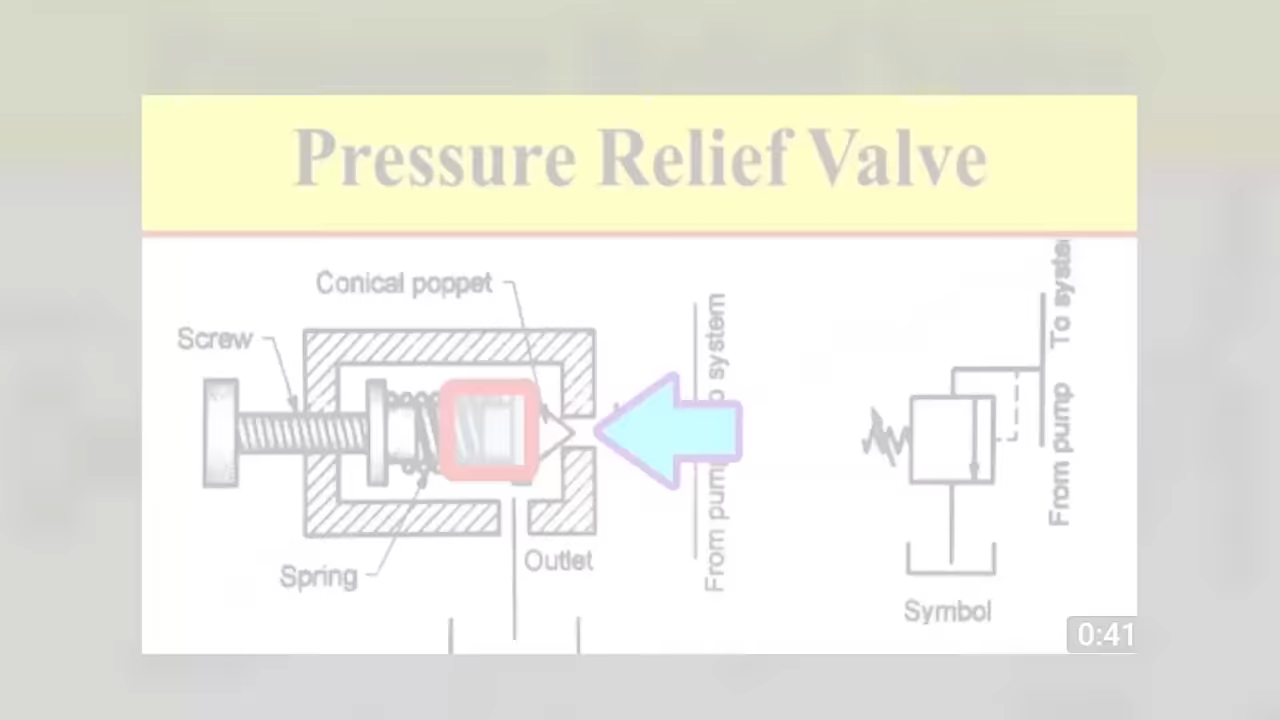 Pressure Relief Valve
Conical poppet
Screw
Spring
Outlet
From pump
system
From pump To
Symbol
0:41